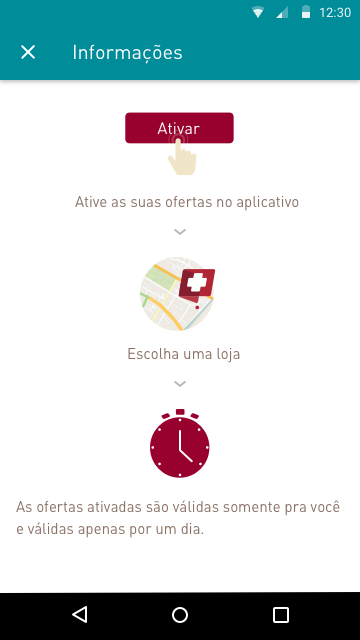 12:30
Informações
Ativar
Ative as suas ofertas no aplicativo
Escolha uma loja
As ofertas ativadas são válidas somente pra você
e válidas apenas por um dia.